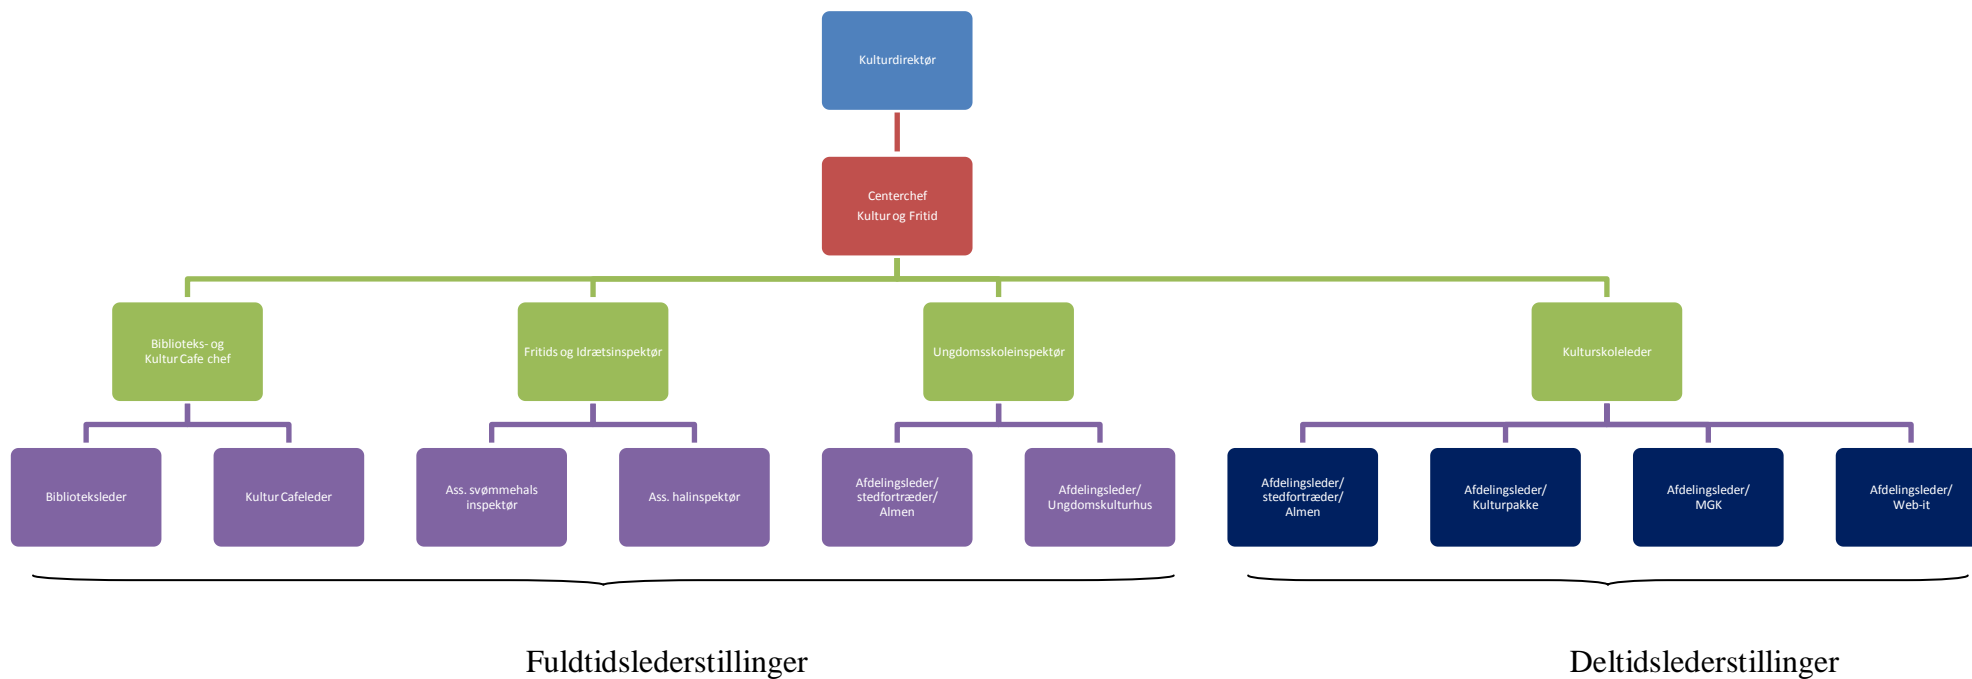 Kulturdirektør
Centerchef
Kultur og Fritid
Biblioteks- og
Kultur Cafe chef
Fritids og Idrætsinspektør
Ungdomsskoleinspektør
Kulturskoleleder
Biblioteksleder
Kultur Cafeleder
Ass. svømmehals
inspektør
Ass. halinspektør
Afdelingsleder/
stedfortræder/
Almen
Afdelingsleder/
Ungdomskulturhus
Afdelingsleder/
stedfortræder/
Almen
Afdelingsleder/
Kulturpakke
Afdelingsleder/
MGK
Afdelingsleder/
Web-it
Fuldtidslederstillinger
Deltidslederstillinger